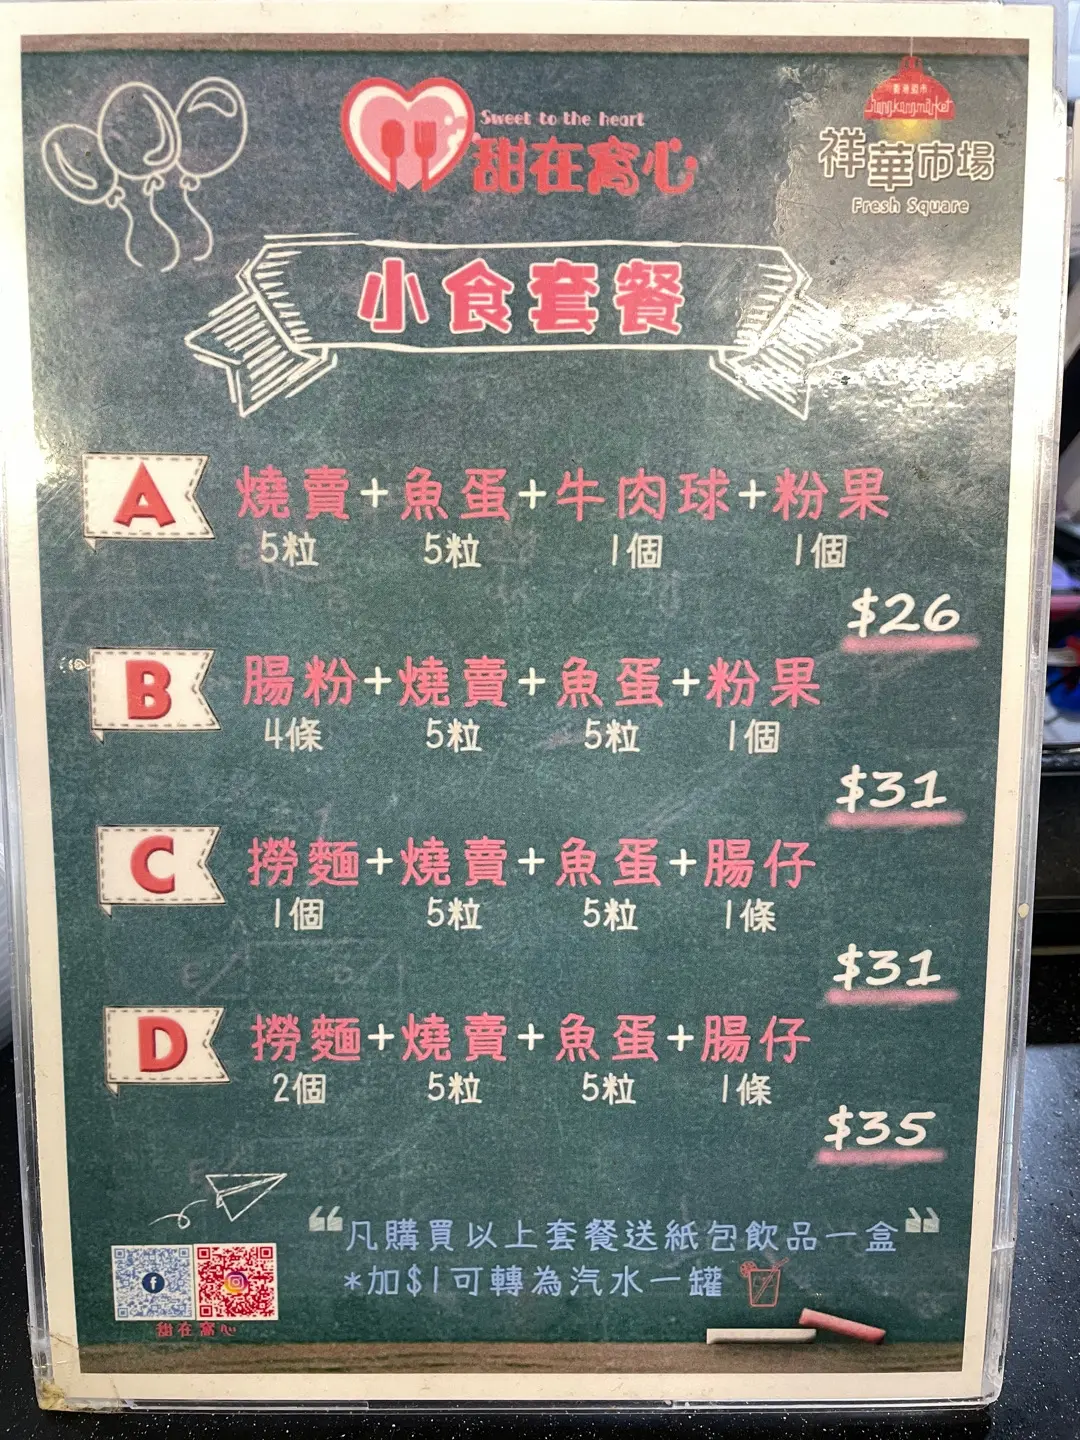 Sweet to the heart
甜在窩心
香港街市
Hongkongmarket
祥華市場
Fresh Square
小食套餐
A 燒賣+魚蛋+牛肉球+粉果
5粒 5粒 1個 1個
$26
B 腸粉+燒賣+魚蛋+粉果
4條 5粒 5粒 1個
$31
C 撈麵+燒賣+魚蛋+腸仔
1個 5粒 5粒 1條
$31
D 撈麵+燒賣+魚蛋+腸仔
2個 5粒 5粒 1條
$35
“凡購買以上套餐送紙包飲品一盒”
*加$1可轉為汽水一罐
甜在窩心